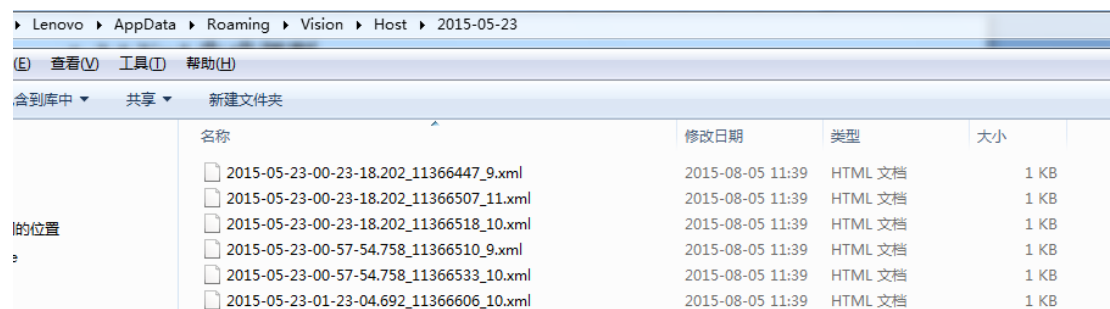 Lenovo ▸ AppData ▸ Roaming ▸ Vision ▸ Host ▸ 2015-05-23
(E) 查看(V) 工具(T) 帮助(H)
含到库中 共享 新建文件夹
名称 修改日期 类型 大小
2015-05-23-00-23-18.202_11366447_9.xml 2015-08-05 11:39 HTML 文档 1 KB
2015-05-23-00-23-18.202_11366507_11.xml 2015-08-05 11:39 HTML 文档 1 KB
2015-05-23-00-23-18.202_11366518_10.xml 2015-08-05 11:39 HTML 文档 1 KB
的位置
2015-05-23-00-57-54.758_11366510_9.xml 2015-08-05 11:39 HTML 文档 1 KB
e
2015-05-23-00-57-54.758_11366533_10.xml 2015-08-05 11:39 HTML 文档 1 KB
2015-05-23-01-23-04.692_11366606_10.xml 2015-08-05 11:39 HTML 文档 1 KB